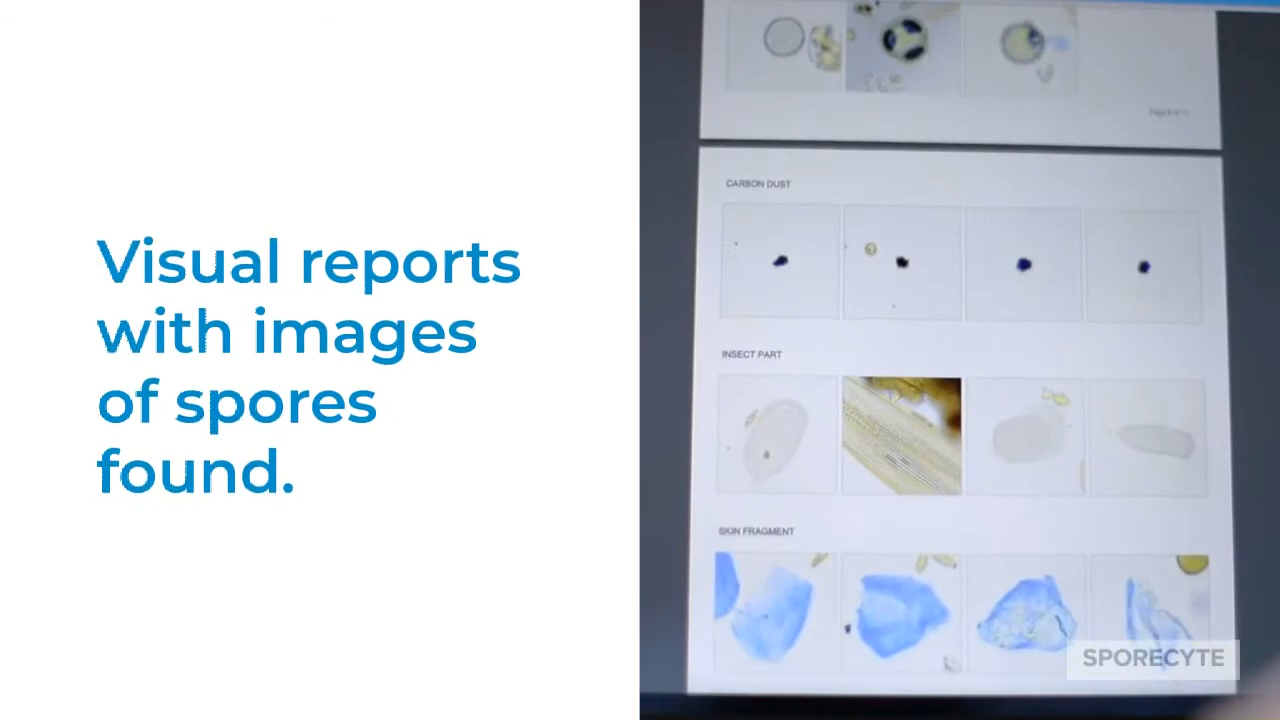 Visual reports
with images
of spores
found.
CARBON DUST
INSECT PART
SKIN FRAGMENT
SPORECYTE